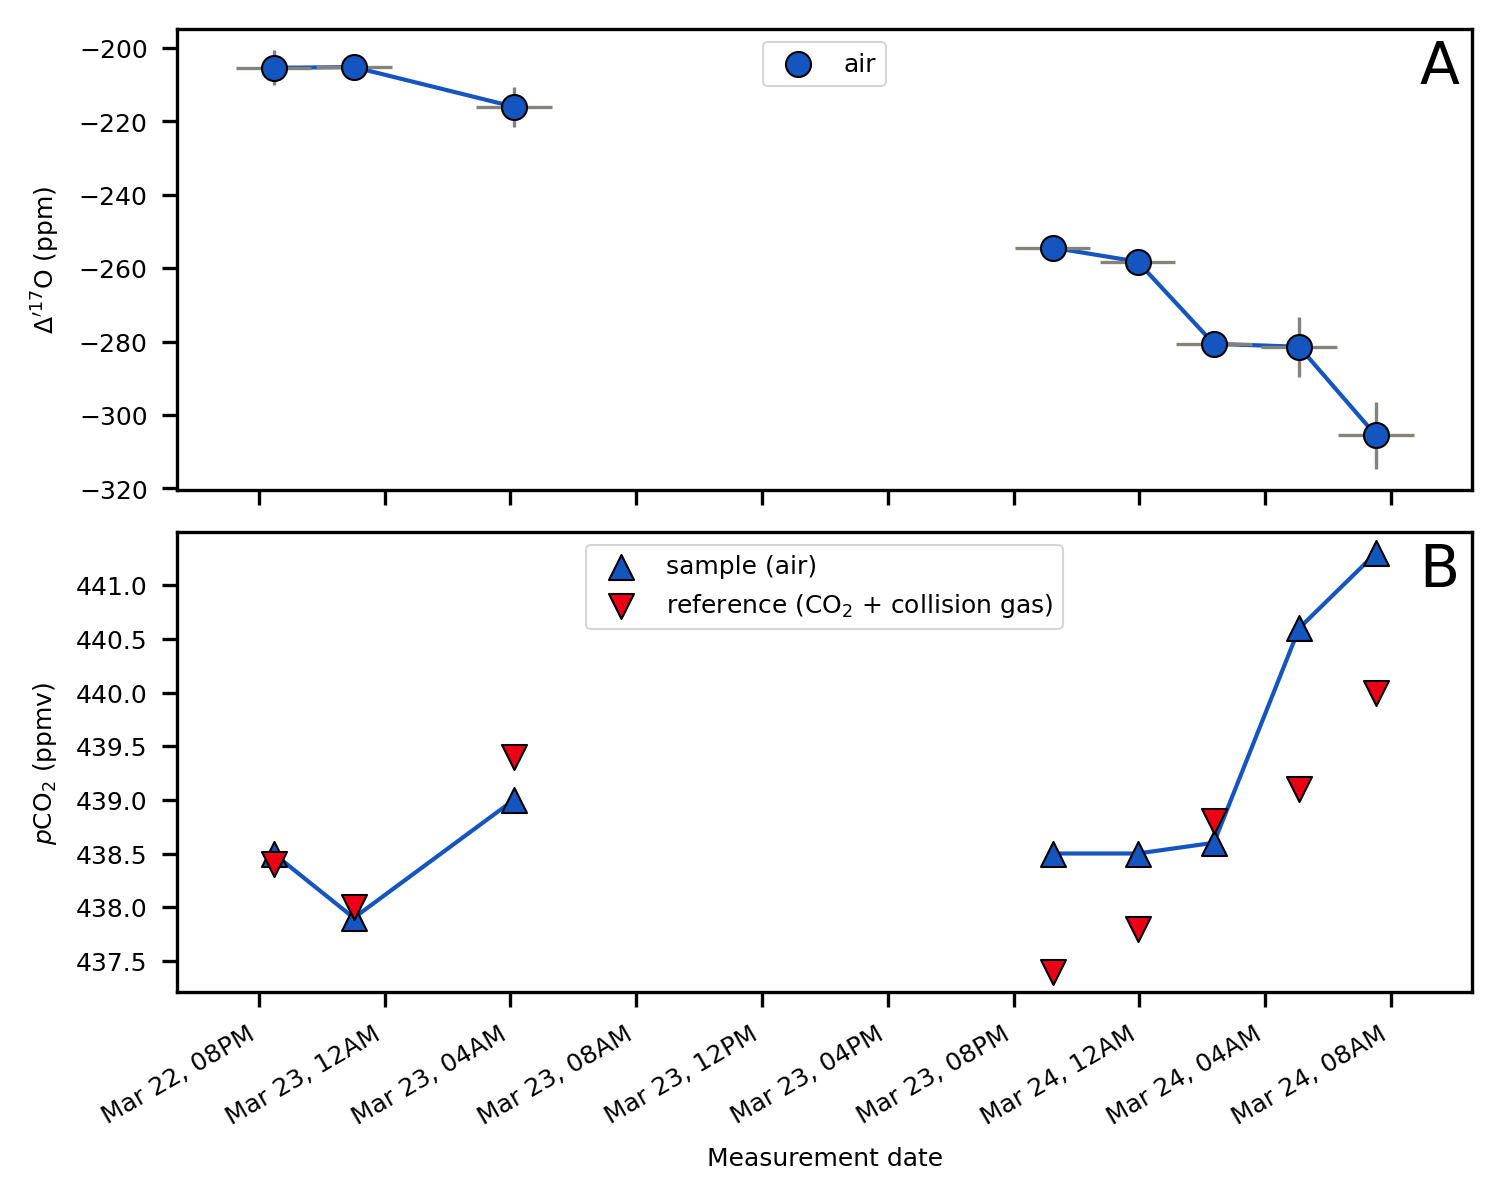 A
air
−200
−220
−240
−260
−280
−300
−320
Δ′¹⁷O (ppm)
B
sample (air)
reference (CO₂ + collision gas)
441.0
440.5
440.0
439.5
439.0
438.5
438.0
437.5
pCO₂ (ppmv)
Mar 22, 08PM
Mar 23, 12AM
Mar 23, 04AM
Mar 23, 08AM
Mar 23, 12PM
Mar 23, 04PM
Mar 23, 08PM
Mar 24, 12AM
Mar 24, 04AM
Mar 24, 08AM
Measurement date